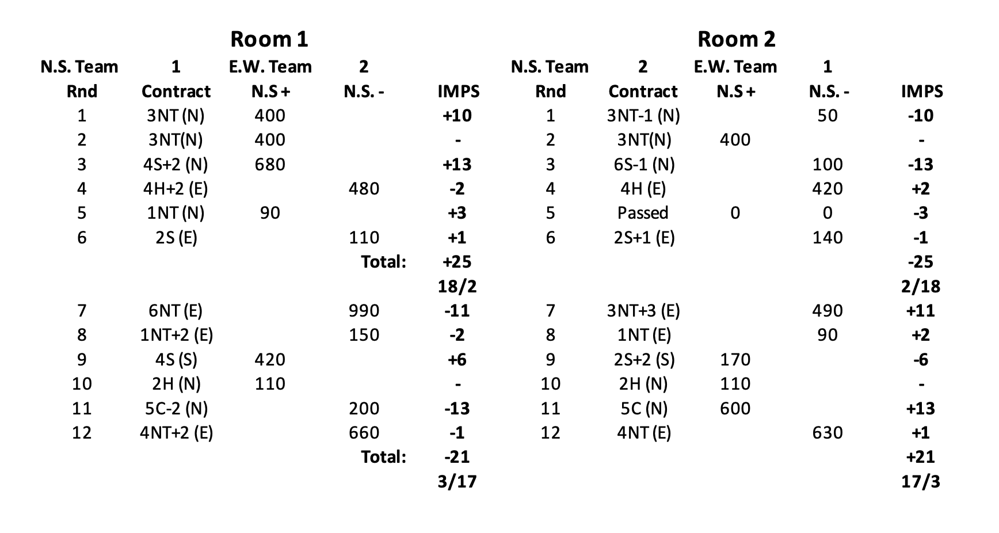 Room 1 Room 2
N.S. Team 1 E.W. Team 2 N.S. Team 2 E.W. Team 1
Rnd Contract N.S + N.S. - IMPS Rnd Contract N.S + N.S. - IMPS
1 3NT (N) 400 +10 1 3NT-1 (N) 50 -10
2 3NT(N) 400 - 2 3NT(N) 400 -
3 4S+2 (N) 680 +13 3 6S-1 (N) 100 -13
4 4H+2 (E) 480 -2 4 4H (E) 420 +2
5 1NT (N) 90 +3 5 Passed 0 0 -3
6 2S (E) 110 +1 6 2S+1 (E) 140 -1
Total: +25 -25
18/2 2/18
7 6NT (E) 990 -11 7 3NT+3 (E) 490 +11
8 1NT+2 (E) 150 -2 8 1NT (E) 90 +2
9 4S (S) 420 +6 9 2S+2 (S) 170 -6
10 2H (N) 110 - 10 2H (N) 110 -
11 5C-2 (N) 200 -13 11 5C (N) 600 +13
12 4NT+2 (E) 660 -1 12 4NT (E) 630 +1
Total: -21 +21
3/17 17/3